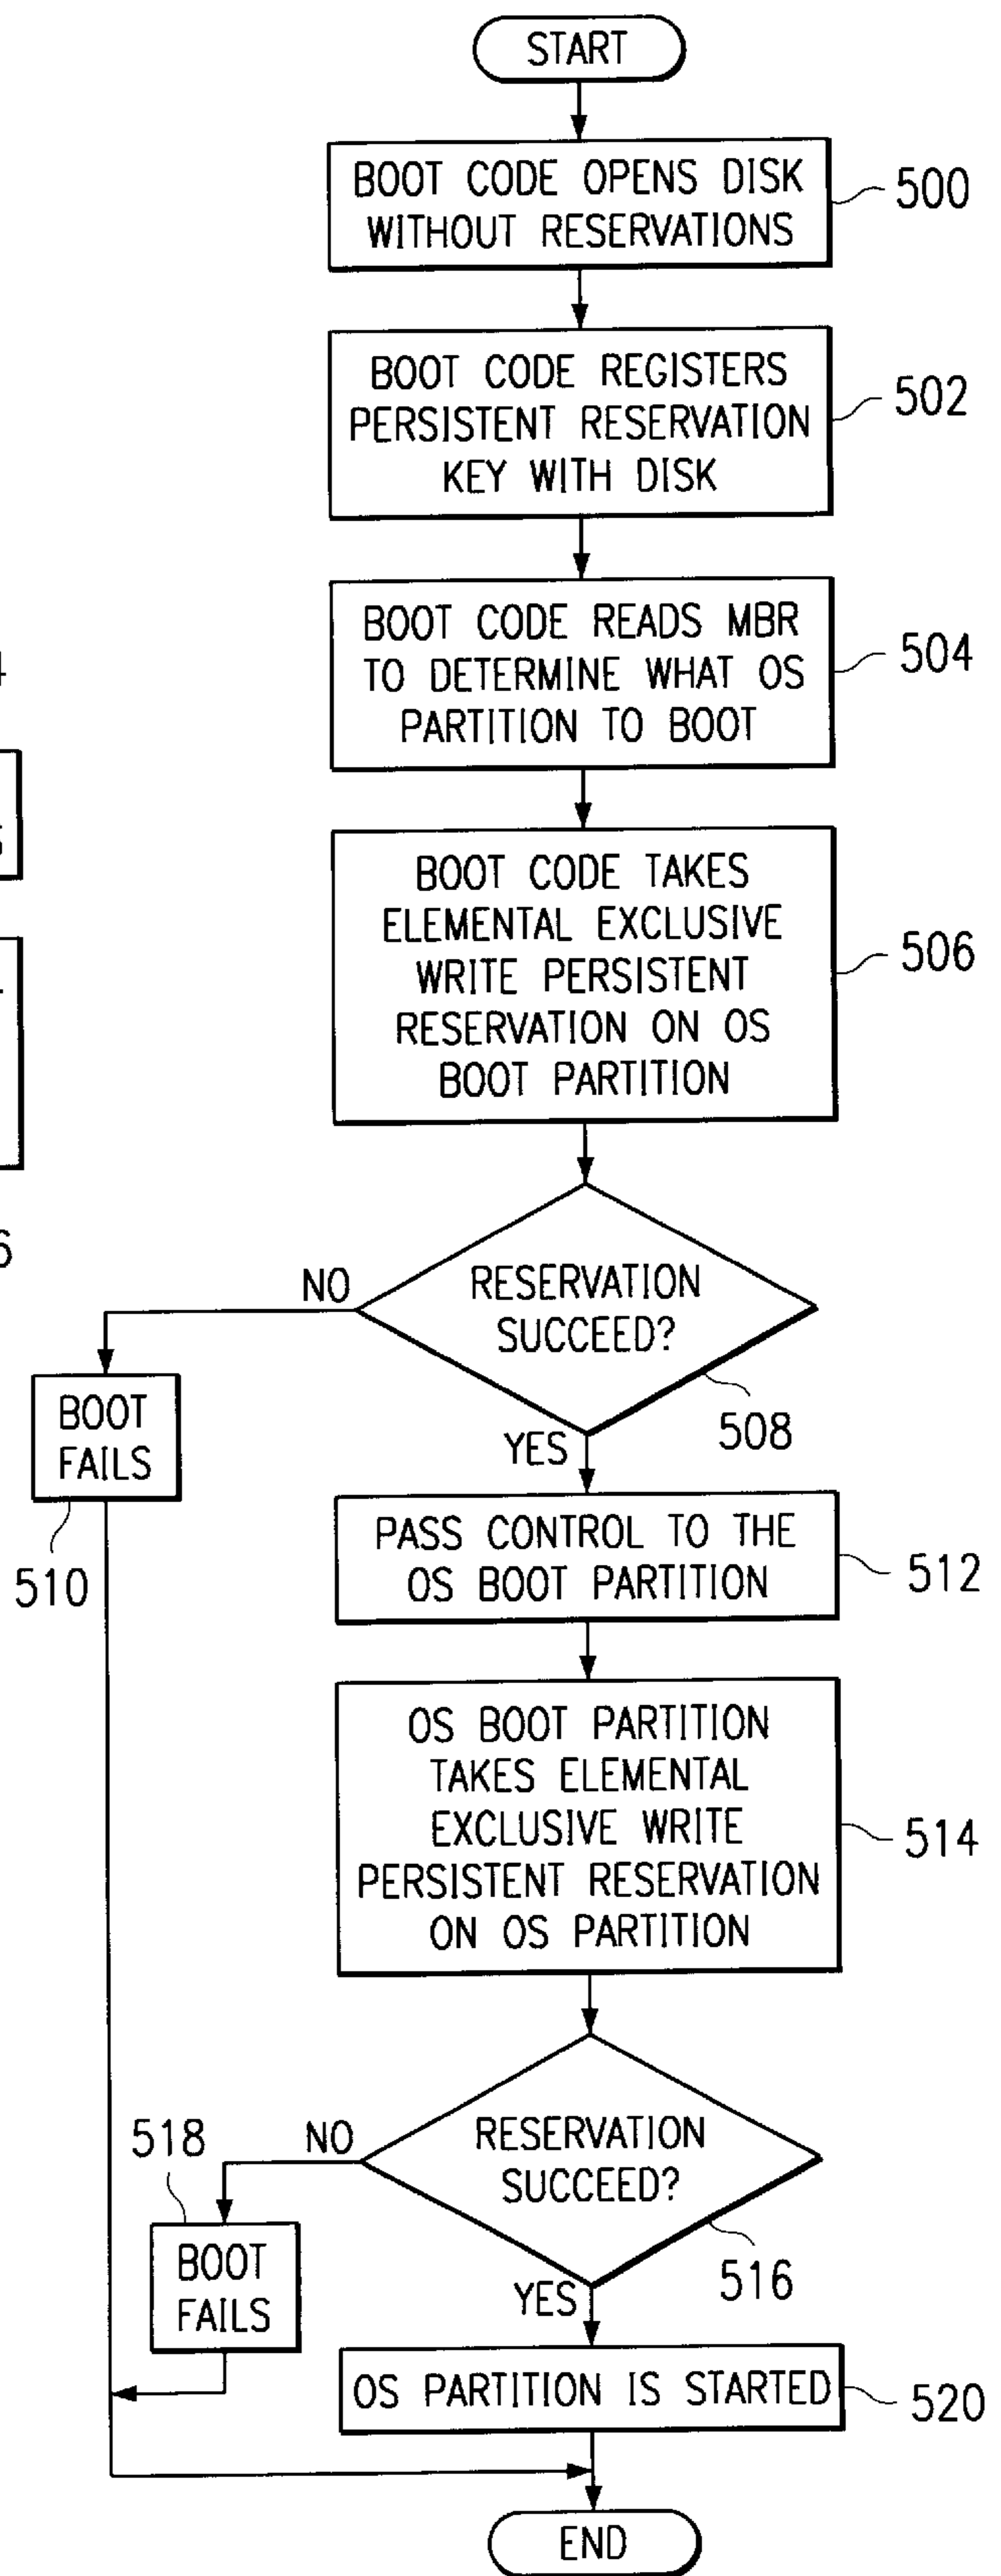 START
BOOT CODE OPENS DISK
WITHOUT RESERVATIONS
500
BOOT CODE REGISTERS
PERSISTENT RESERVATION
KEY WITH DISK
502
BOOT CODE READS MBR
TO DETERMINE WHAT OS
PARTITION TO BOOT
504
BOOT CODE TAKES
ELEMENTAL EXCLUSIVE
WRITE PERSISTENT
RESERVATION ON OS
BOOT PARTITION
506
NO
RESERVATION
SUCCEED?
508
YES
BOOT
FAILS
510
PASS CONTROL TO THE
OS BOOT PARTITION
512
OS BOOT PARTITION
TAKES ELEMENTAL
EXCLUSIVE WRITE
PERSISTENT RESERVATION
ON OS PARTITION
514
NO
RESERVATION
SUCCEED?
516
YES
518
BOOT
FAILS
OS PARTITION IS STARTED
520
END